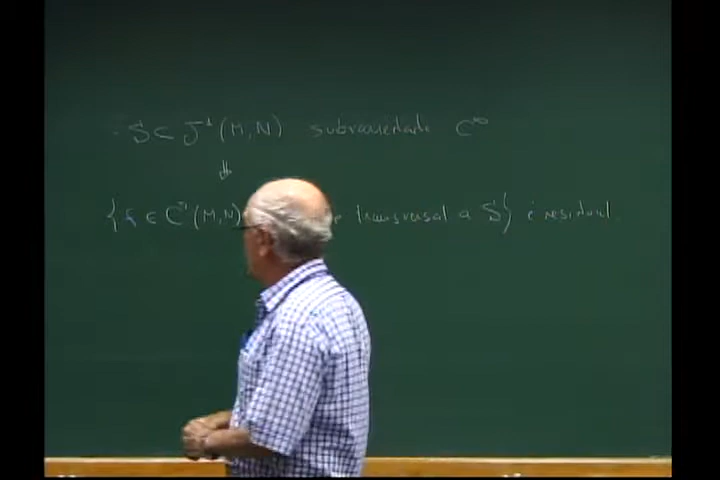 S ⊂ J¹(M,N) subvariedade C^∞
⇓
{f ∈ C^∞(M,N) transversal a S} é residual.